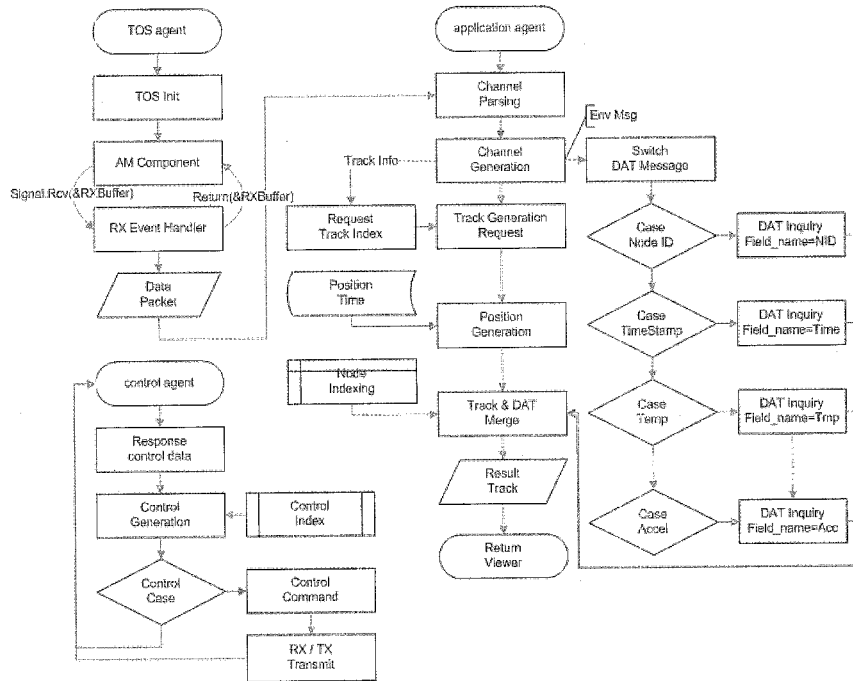 TOS agent
TOS Init
AM Component
Signal.Rcv(&RXBuffer)
Return(&RXBuffer)
RX Event Handler
Data
Packet
control agent
Response
control data
Control
Generation
Control
Index
Control
Case
Control
Command
RX / TX
Transmit
application agent
Channel
Parsing
Env Msg
Track Info
Channel
Generation
Request
Track Index
Track Generation
Request
Position
Time
Position
Generation
Node
Indexing
Track & DAT
Merge
Result
Track
Return
Viewer
Switch
DAT Message
Case
Node ID
DAT Inquiry
Field_name=NID
Case
TimeStamp
DAT Inquiry
Field_name=Time
Case
Temp
DAT Inquiry
Field_name=Tmp
Case
Accel
DAT Inquiry
Field_name=Acc